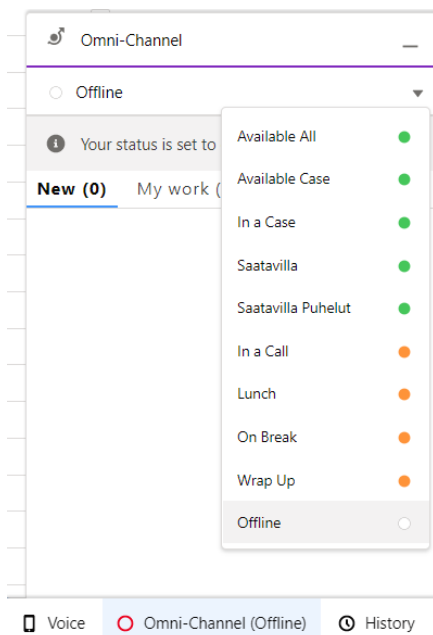 Omni-Channel
Offline
Your status is set to
New (0) My work (
Available All
Available Case
In a Case
Saatavilla
Saatavilla Puhelut
In a Call
Lunch
On Break
Wrap Up
Offline
Voice Omni-Channel (Offline) History